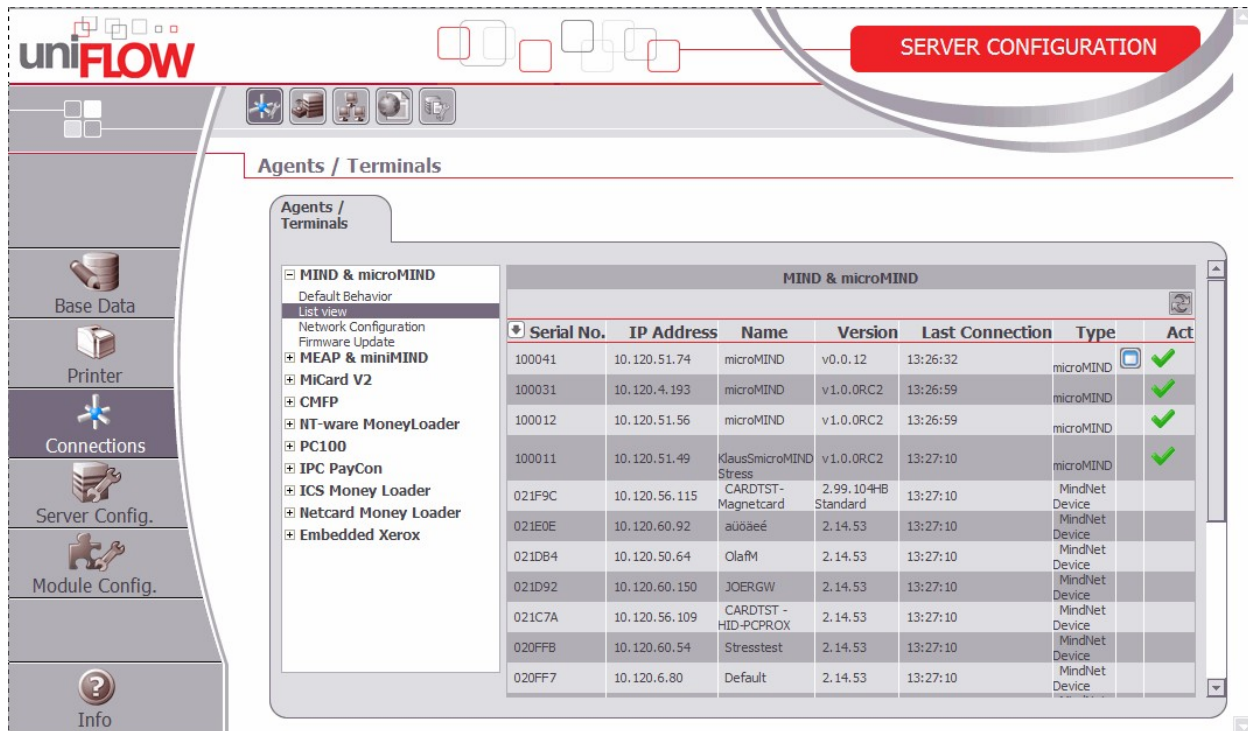 uniFLOW
SERVER CONFIGURATION
Agents / Terminals
Agents /
Terminals
Base Data
Printer
Connections
Server Config.
Module Config.
Info
MIND & microMIND
Default Behavior
List view
Network Configuration
Firmware Update
MEAP & miniMIND
MiCard V2
CMFP
NT-ware MoneyLoader
PC100
IPC PayCon
ICS Money Loader
Netcard Money Loader
Embedded Xerox
MIND & microMIND
Serial No. IP Address Name Version Last Connection Type Act
100041 10.120.51.74 microMIND v0.0.12 13:26:32 microMIND
100031 10.120.4.193 microMIND v1.0.0RC2 13:26:59 microMIND
100012 10.120.51.56 microMIND v1.0.0RC2 13:26:59 microMIND
100011 10.120.51.49 KlausSmicroMIND Stress v1.0.0RC2 13:27:10 microMIND
021F9C 10.120.56.115 CARDTST-Magnetcard 2.99.104HB Standard 13:27:10 MindNet Device
021E0E 10.120.60.92 aüöäeé 2.14.53 13:27:10 MindNet Device
021DB4 10.120.50.64 OlafM 2.14.53 13:27:10 MindNet Device
021D92 10.120.60.150 JOERGW 2.14.53 13:27:10 MindNet Device
021C7A 10.120.56.109 CARDTST - HID-PCPROX 2.14.53 13:27:10 MindNet Device
020FFB 10.120.60.54 Stresstest 2.14.53 13:27:10 MindNet Device
020FF7 10.120.6.80 Default 2.14.53 13:27:10 MindNet Device